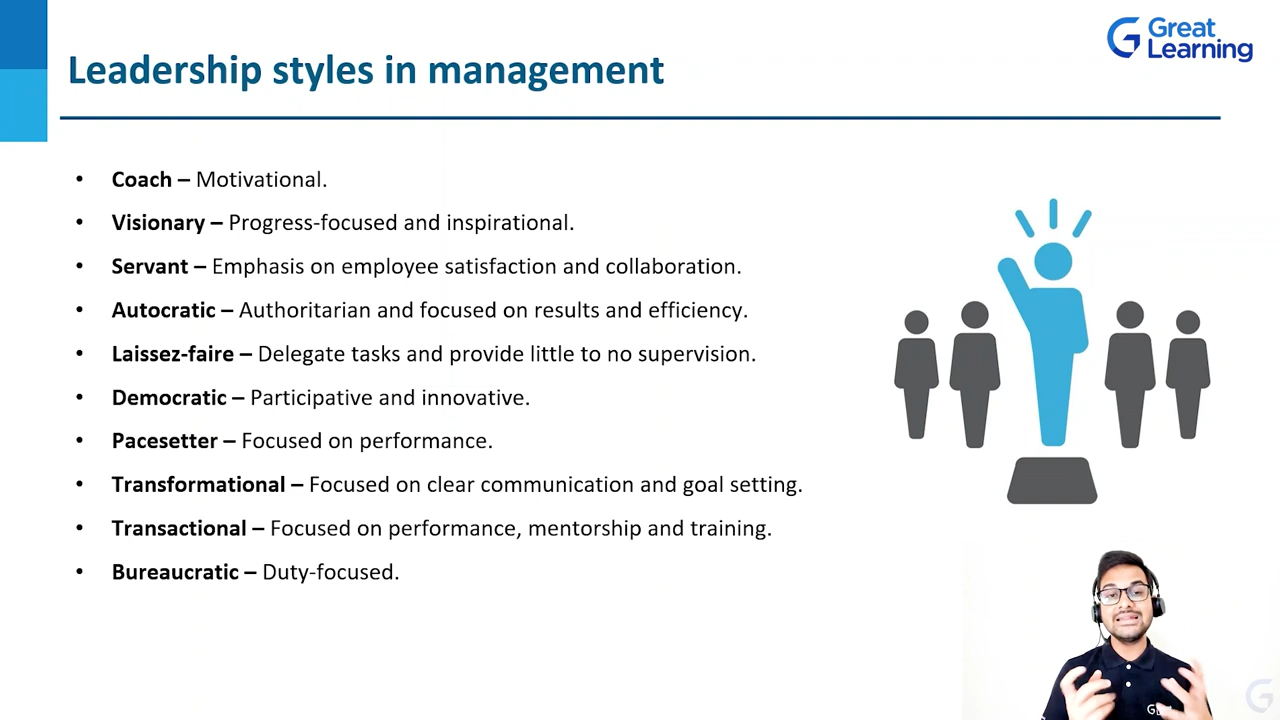 Great
Learning
Leadership styles in management
• Coach – Motivational.
• Visionary – Progress-focused and inspirational.
• Servant – Emphasis on employee satisfaction and collaboration.
• Autocratic – Authoritarian and focused on results and efficiency.
• Laissez-faire – Delegate tasks and provide little to no supervision.
• Democratic – Participative and innovative.
• Pacesetter – Focused on performance.
• Transformational – Focused on clear communication and goal setting.
• Transactional – Focused on performance, mentorship and training.
• Bureaucratic – Duty-focused.